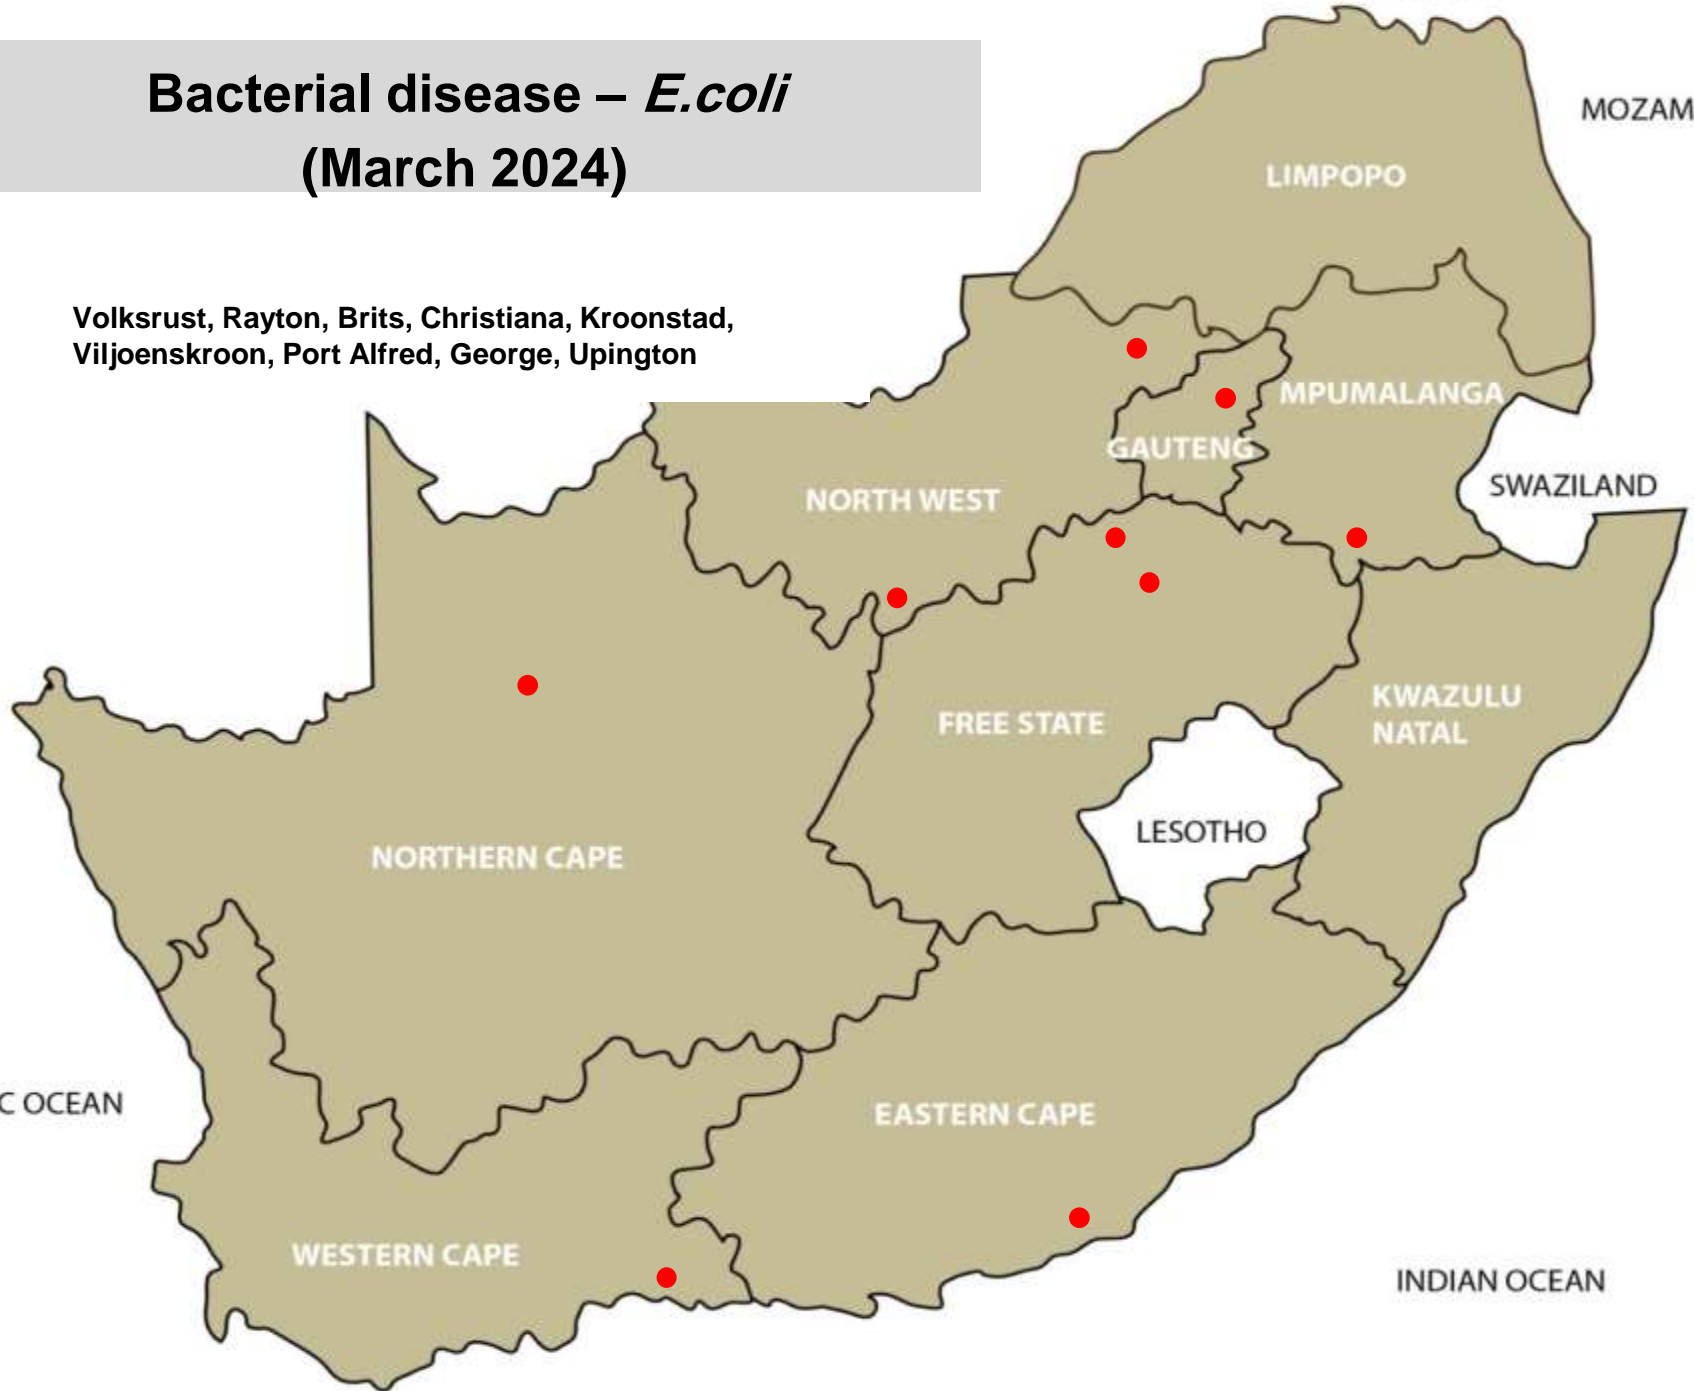 Bacterial disease – E.coli
(March 2024)
Volksrust, Rayton, Brits, Christiana, Kroonstad,
Viljoenskroon, Port Alfred, George, Upington
MOZAM
LIMPOPO
MPUMALANGA
GAUTENG
SWAZILAND
NORTH WEST
KWAZULU
NATAL
FREE STATE
LESOTHO
NORTHERN CAPE
C OCEAN
EASTERN CAPE
WESTERN CAPE
INDIAN OCEAN